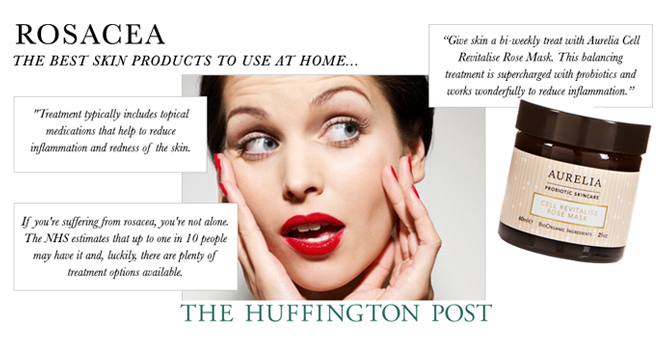 ROSACEA
THE BEST SKIN PRODUCTS TO USE AT HOME...
“Give skin a bi-weekly treat with Aurelia Cell
Revitalise Rose Mask. This balancing
treatment is supercharged with probiotics and
works wonderfully to reduce inflammation.”
"Treatment typically includes topical
medications that help to reduce
inflammation and redness of the skin.
If you're suffering from rosacea, you're not alone.
The NHS estimates that up to one in 10 people
may have it and, luckily, there are plenty of
treatment options available.
AURELIA
PROBIOTIC SKINCARE
CELL REVITALISE
ROSE MASK
60ml ℮ BIOORGANIC INGREDIENTS 2oz
THE HUFFINGTON POST